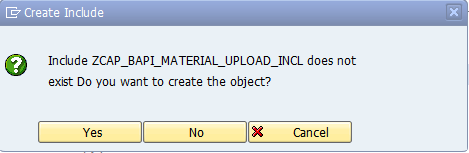 Create Include
Include ZCAP_BAPI_MATERIAL_UPLOAD_INCL does not
exist Do you want to create the object?
Yes No Cancel